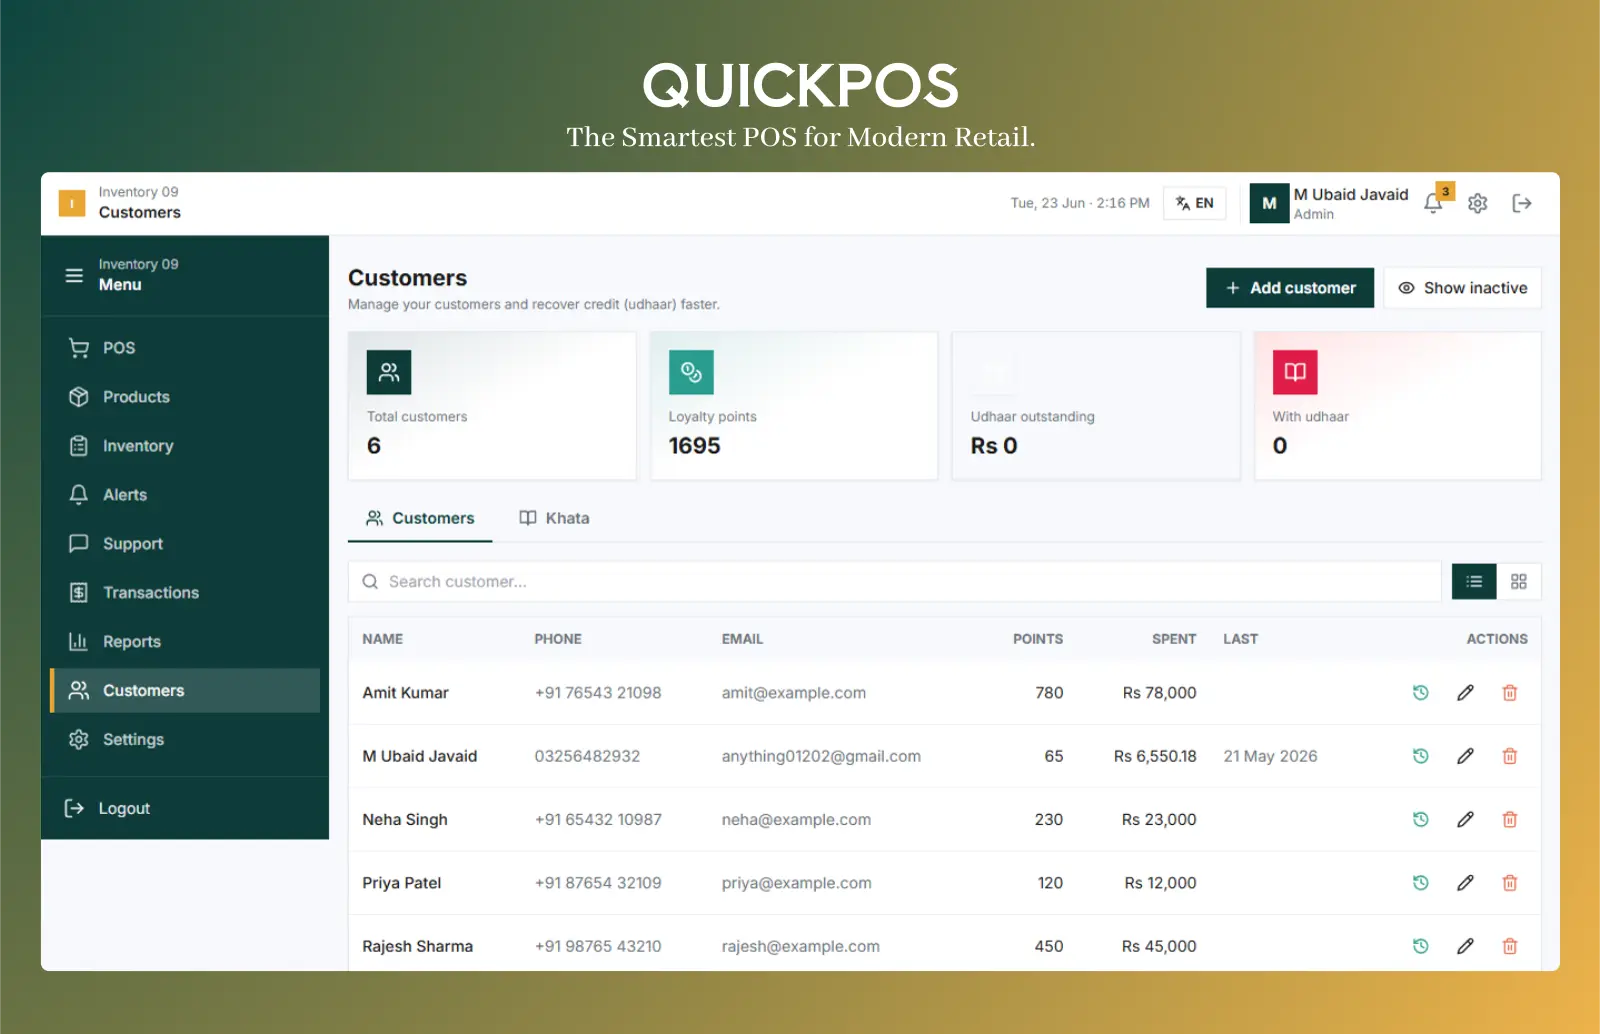 QUICKPOS
The Smartest POS for Modern Retail.
I
Inventory 09
Customers
Tue, 23 Jun · 2:16 PM
EN
M
M Ubaid Javaid
Admin
3
Inventory 09
Menu
POS
Products
Inventory
Alerts
Support
Transactions
Reports
Customers
Settings
Logout
Customers
Manage your customers and recover credit (udhaar) faster.
+ Add customer
Show inactive
Total customers
6
Loyalty points
1695
Udhaar outstanding
Rs 0
With udhaar
0
Customers
Khata
Search customer...
NAME PHONE EMAIL POINTS SPENT LAST ACTIONS
Amit Kumar +91 76543 21098 amit@example.com 780 Rs 78,000
M Ubaid Javaid 03256482932 anything01202@gmail.com 65 Rs 6,550.18 21 May 2026
Neha Singh +91 65432 10987 neha@example.com 230 Rs 23,000
Priya Patel +91 87654 32109 priya@example.com 120 Rs 12,000
Rajesh Sharma +91 98765 43210 rajesh@example.com 450 Rs 45,000